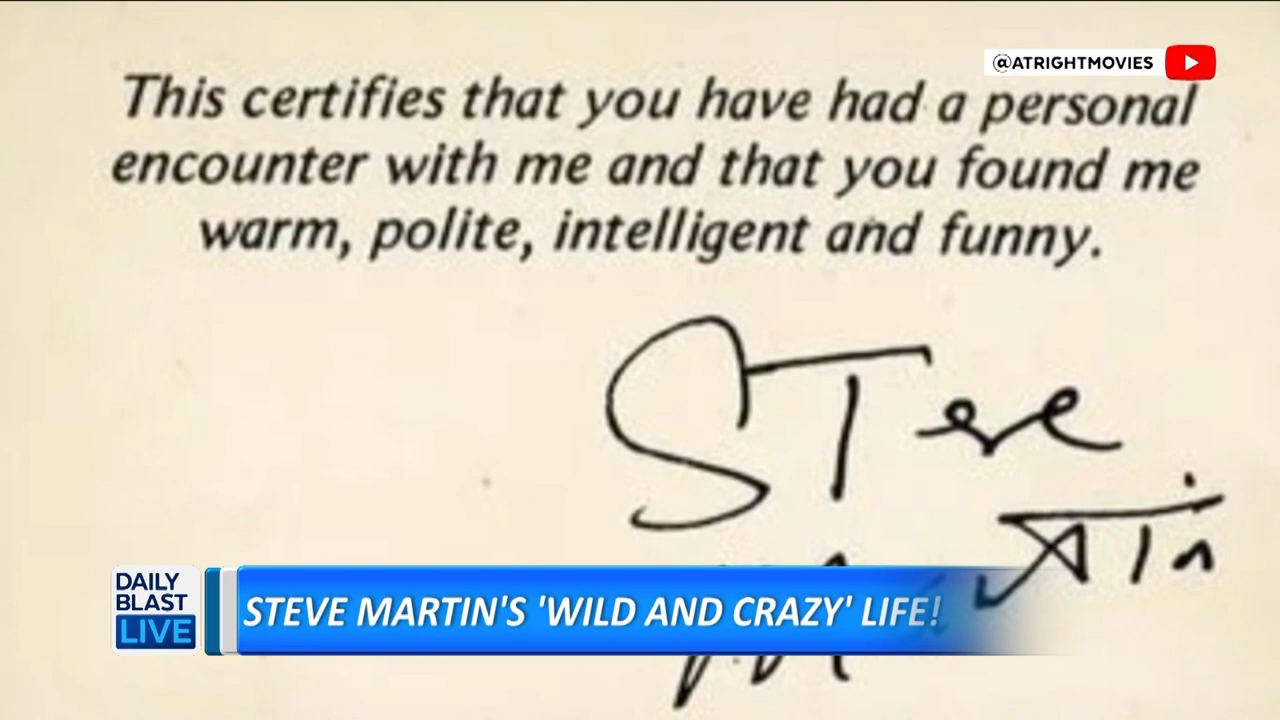 @ATRIGHTMOVIES
This certifies that you have had a personal
encounter with me and that you found me
warm, polite, intelligent and funny.
STeve
DAILY
BLAST
LIVE
STEVE MARTIN'S 'WILD AND CRAZY' LIFE!